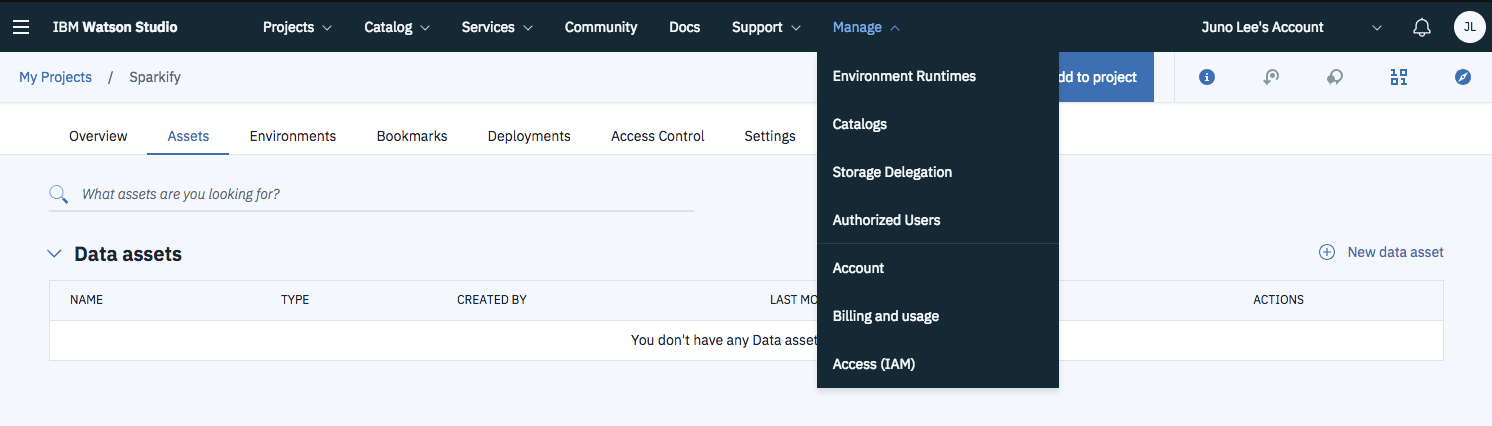 IBM Watson Studio Projects Catalog Services Community Docs Support Manage Juno Lee's Account JL
My Projects / Sparkify dd to project
Environment Runtimes
Catalogs
Storage Delegation
Authorized Users
Account
Billing and usage
Access (IAM)
Overview Assets Environments Bookmarks Deployments Access Control Settings
What assets are you looking for?
Data assets New data asset
NAME TYPE CREATED BY LAST MO ACTIONS
You don't have any Data asset